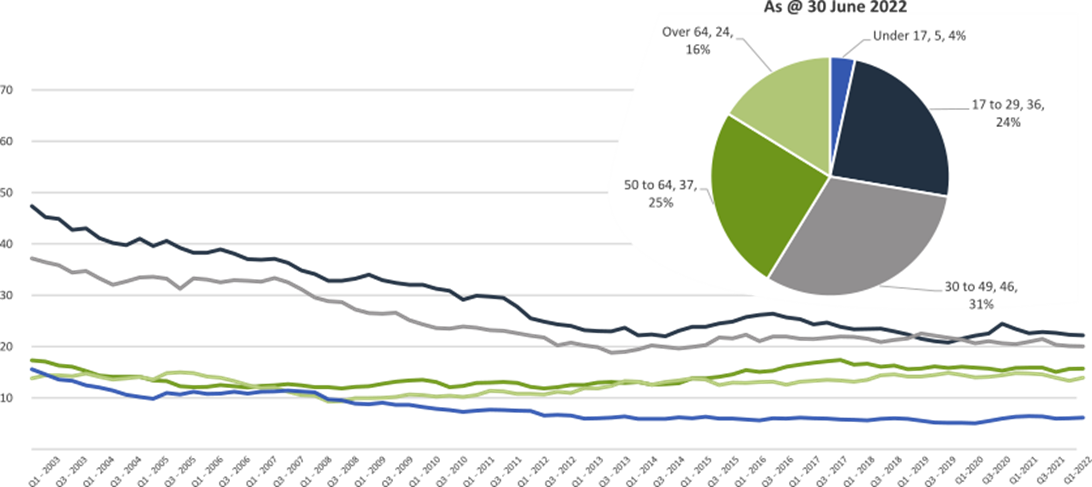 As @ 30 June 2022
Over 64, 24,
16%
Under 17, 5, 4%
17 to 29, 36,
24%
50 to 64, 37,
25%
30 to 49, 46,
31%
70
60
50
40
30
20
10
Q1 - 2003
Q3 - 2003
Q1 - 2004
Q3 - 2004
Q1 - 2005
Q3 - 2005
Q1 - 2006
Q3 - 2006
Q1 - 2007
Q3 - 2007
Q1 - 2008
Q3 - 2008
Q1 - 2009
Q3 - 2009
Q1 - 2010
Q3 - 2010
Q1 - 2011
Q3 - 2011
Q1 - 2012
Q3 - 2012
Q1 - 2013
Q3 - 2013
Q1 - 2014
Q3 - 2014
Q1 - 2015
Q3 - 2015
Q1 - 2016
Q3 - 2016
Q1 - 2017
Q3 - 2017
Q1 - 2018
Q3 - 2018
Q1 - 2019
Q3 - 2019
Q1 - 2020
Q3 - 2020
Q1-2021
Q3-2021
Q1-2022